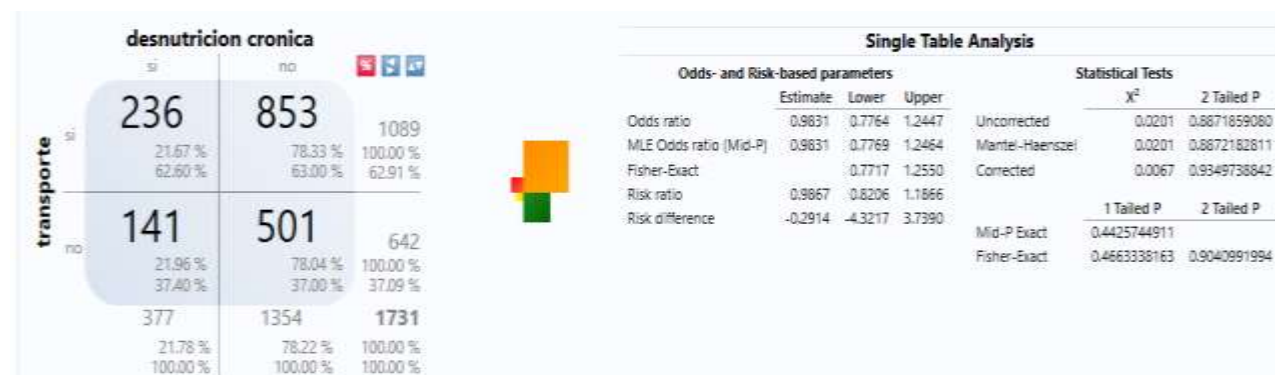 desnutricion cronica
si no
transporte
si 236 853 1089
21.67 % 78.33 % 100.00 %
62.60 % 63.00 % 62.91 %
no 141 501 642
21.96 % 78.04 % 100.00 %
37.40 % 37.00 % 37.09 %
377 1354 1731
21.78 % 78.22 % 100.00 %
100.00 % 100.00 % 100.00 %
Single Table Analysis
Odds- and Risk-based parameters
Estimate Lower Upper
Odds ratio 0.9831 0.7764 1.2447
MLE Odds ratio (Mid-P) 0.9831 0.7769 1.2464
Fisher-Exact 0.7717 1.2550
Risk ratio 0.9867 0.8206 1.1866
Risk difference -0.2914 -4.3217 3.7390
Statistical Tests
X² 2 Tailed P
Uncorrected 0.0201 0.8871859080
Mantel-Haenszel 0.0201 0.8872182811
Corrected 0.0067 0.9349738842
1 Tailed P 2 Tailed P
Mid-P Exact 0.4425744911
Fisher-Exact 0.4663338163 0.9040991994